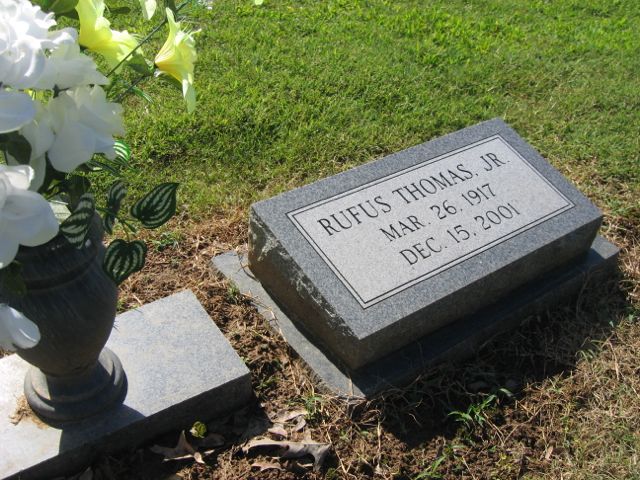 RUFUS THOMAS, JR.
MAR. 26, 1917
DEC. 15, 2001